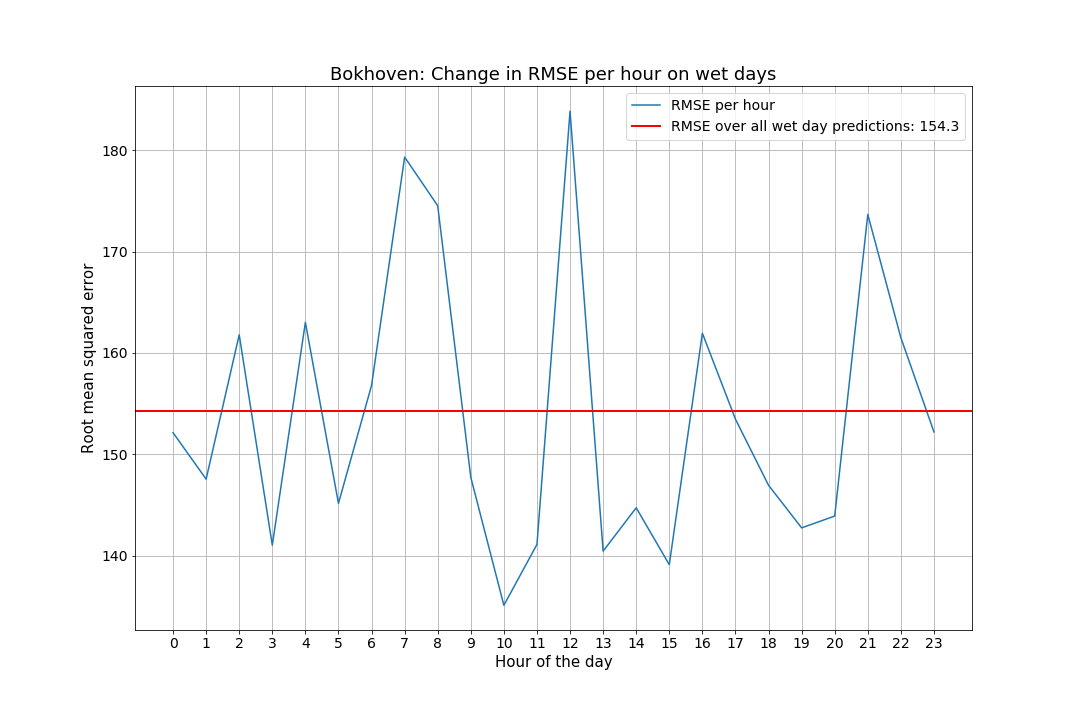 Bokhoven: Change in RMSE per hour on wet days
RMSE per hour
RMSE over all wet day predictions: 154.3
Root mean squared error
180
170
160
150
140
0 1 2 3 4 5 6 7 8 9 10 11 12 13 14 15 16 17 18 19 20 21 22 23
Hour of the day